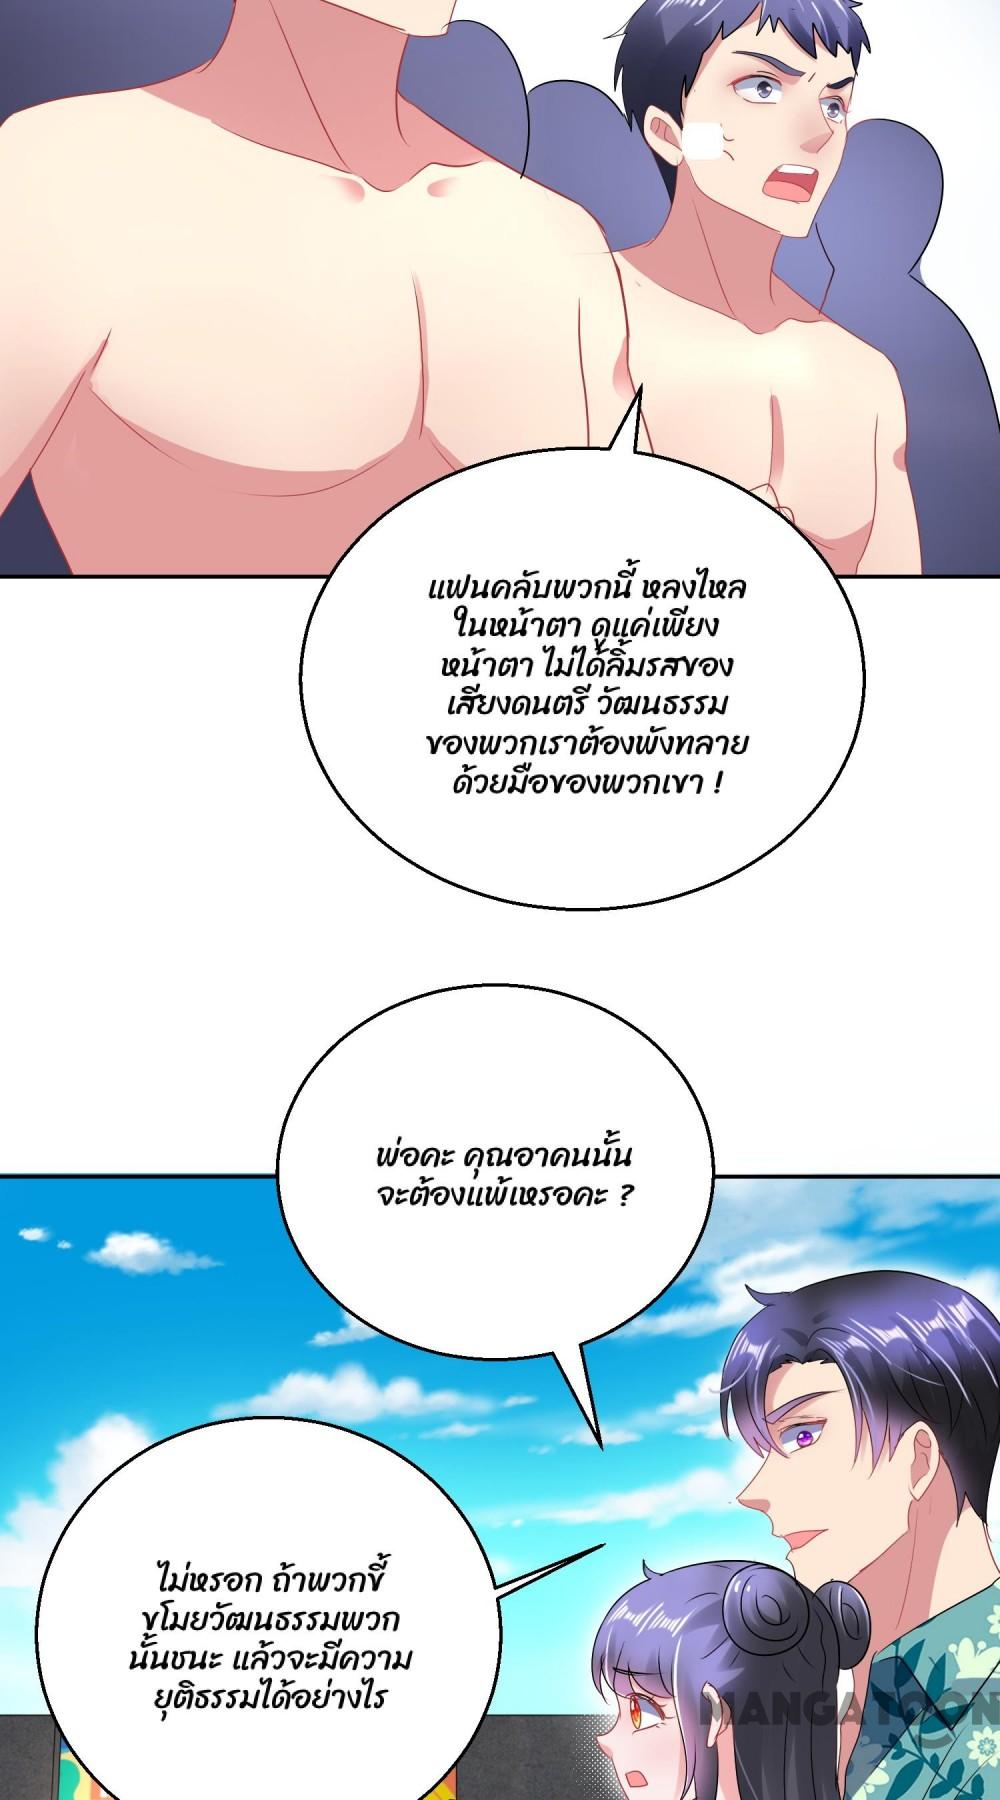 แฟนคลับพวกนี้ หลงไหล
ในหน้าตา ดูแค่เพียง
หน้าตา ไม่ได้ลิ้มรสของ
เสียงดนตรี วัฒนธรรม
ของพวกเราต้องพังทลาย
ด้วยมือของพวกเขา !
พ่อคะ คุณอาคนนั้น
จะต้องแพ้เหรอคะ ?
ไม่หรอก ถ้าพวกขี้
ขโมยวัฒนธรรมพวก
นั้นชนะ แล้วจะมีความ
ยุติธรรมได้อย่างไร
MANGATOON